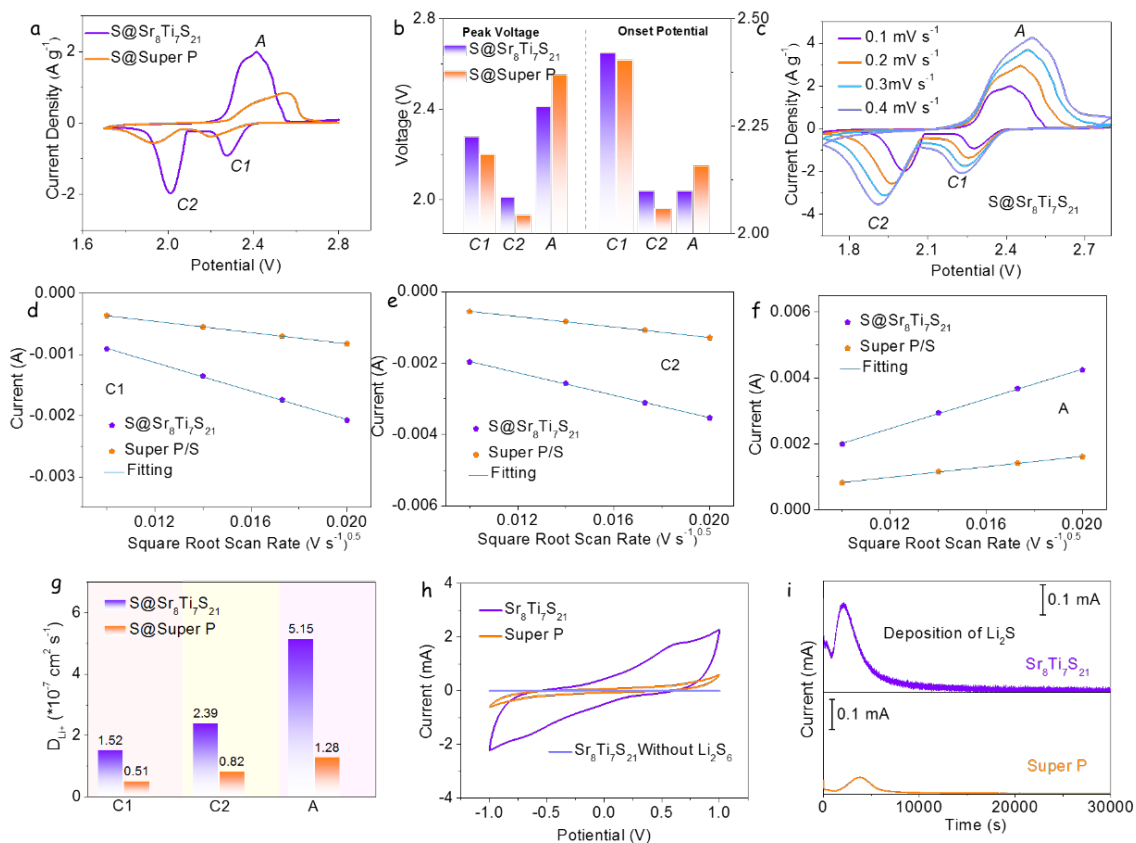 a
S@Sr₈Ti₇S₂₁
S@Super P
A
C1
C2
2
0
-2
1.6
2.0
2.4
2.8
Current Density (A g⁻¹)
Potential (V)
b
Peak Voltage
Onset Potential
S@Sr₈Ti₇S₂₁
S@Super P
2.8
2.4
2.0
2.50
2.25
2.00
Voltage (V)
C1
C2
A
C1
C2
A
c
0.1 mV s⁻¹
0.2 mV s⁻¹
0.3mV s⁻¹
0.4 mV s⁻¹
A
C1
C2
S@Sr₈Ti₇S₂₁
4
2
0
-2
-4
-6
1.7
2.2
2.7
Current Density (A g⁻¹)
Potential (V)
d
0.000
-0.001
-0.002
-0.003
C1
S@Sr₈Ti₇S₂₁
Super P/S
Fitting
0.012
0.016
0.020
Current (A)
Square Root Scan Rate (V s⁻¹)⁰·⁵
e
0.000
-0.002
-0.004
-0.006
C2
S@Sr₈Ti₇S₂₁
Super P/S
Fitting
0.012
0.016
0.020
Current (A)
Square Root Scan Rate (V s⁻¹)⁰·⁵
f
0.006
0.004
0.002
0.000
S@Sr₈Ti₇S₂₁
Super P/S
Fitting
A
0.012
0.016
0.020
Current (A)
Square Root Scan Rate (V s⁻¹)⁰·⁵
g
S@Sr₈Ti₇S₂₁
S@Super P
6
4
2
0
1.52
0.51
2.39
0.82
5.15
1.28
C1
C2
A
D_Li+ (*10⁻⁷ cm² s⁻¹)
h
Sr₈Ti₇S₂₁
Super P
Sr₈Ti₇S₂₁Without Li₂S₆
4
2
0
-2
-4
-1.0
-0.5
0.0
0.5
1.0
Current (mA)
Potiential (V)
i
0.1 mA
Deposition of Li₂S
Sr₈Ti₇S₂₁
0.1 mA
Super P
0
10000
20000
30000
Current (mA)
Time (s)